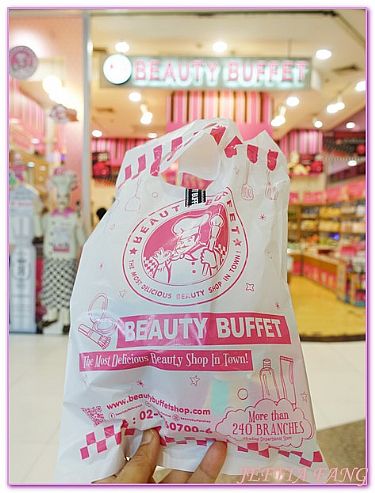 BEAUTY BUFFET
BEAUTY BUFFET
THE MOST DELICIOUS BEAUTY SHOP IN TOWN!
BEAUTY BUFFET
The Most Delicious Beauty Shop In Town!
www.beautybuffetshop.com
More than
240 BRANCHES
JEFFIA FANG